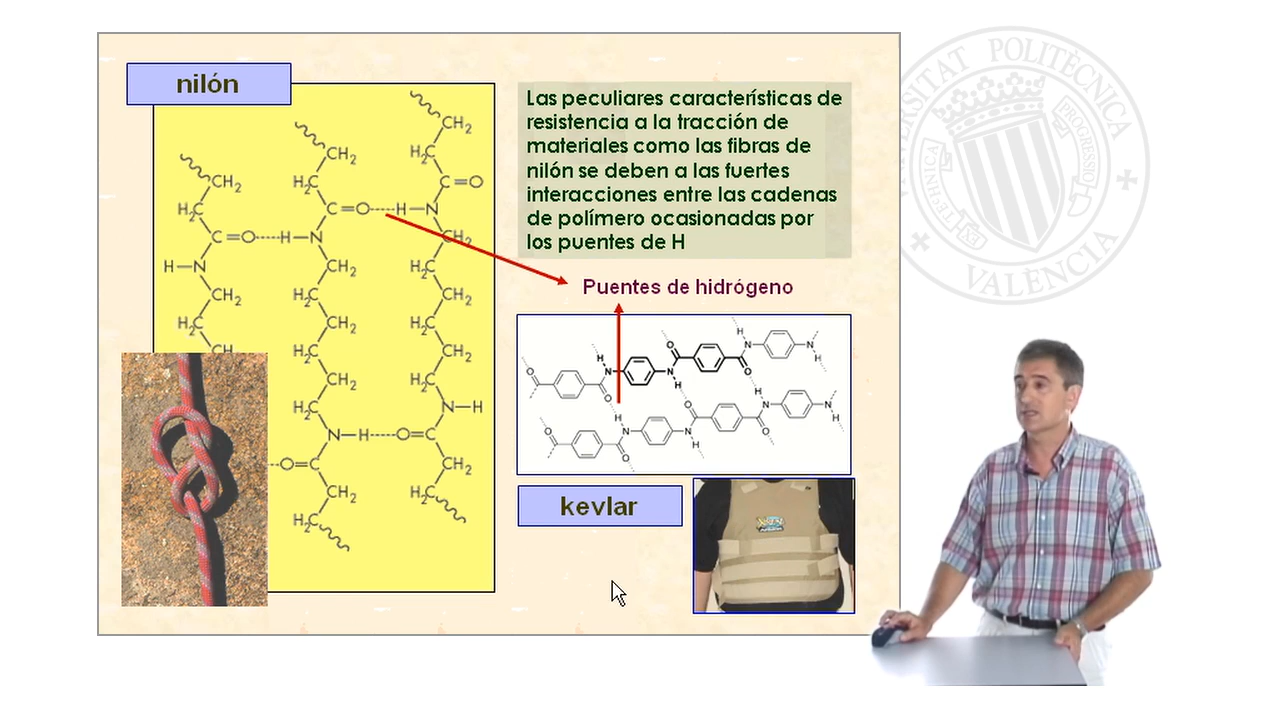 nilón
Las peculiares características de
resistencia a la tracción de
materiales como las fibras de
nilón se deben a las fuertes
interacciones entre las cadenas
de polímero ocasionadas por
los puentes de H
Puentes de hidrógeno
kevlar
UNIVERSITAT POLITÈCNICA
VALÈNCIA